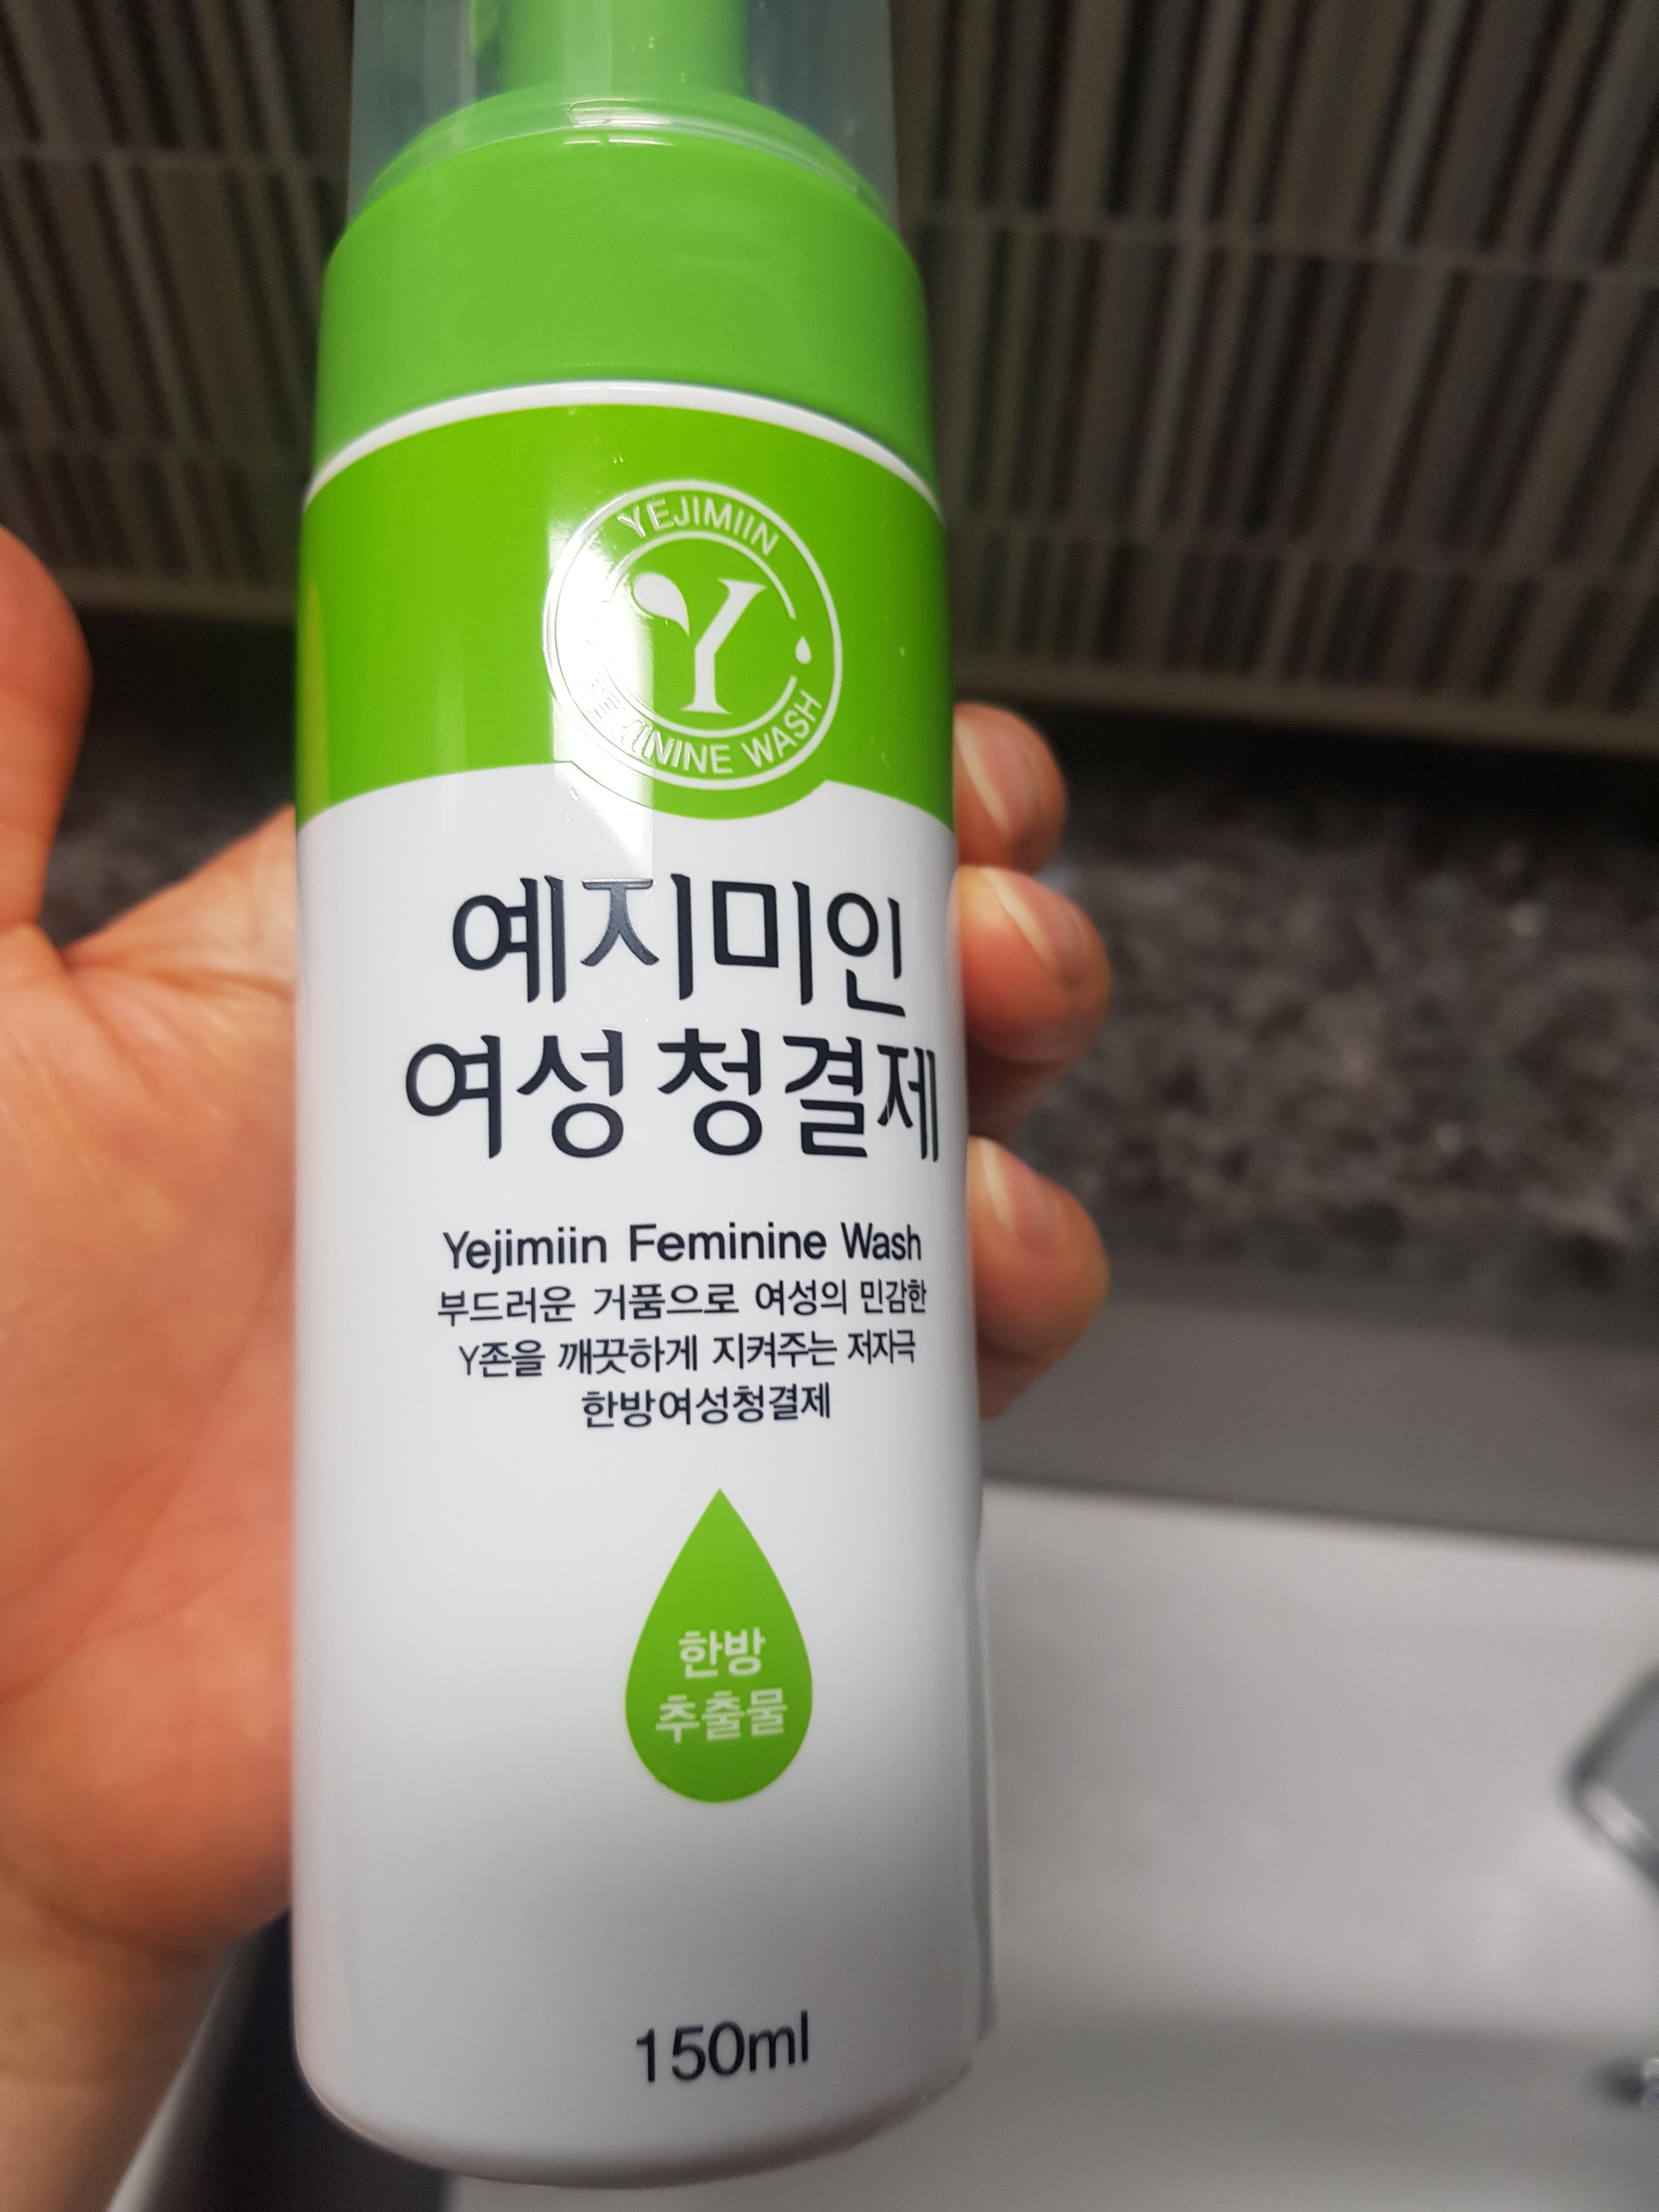 YEJIMIIN
Y
FEMININE WASH
예지미인
여성 청결제
Yejimiin Feminine Wash
부드러운 거품으로 여성의 민감한
Y존을 깨끗하게 지켜주는 저자극
한방여성청결제
한방
추출물
150ml